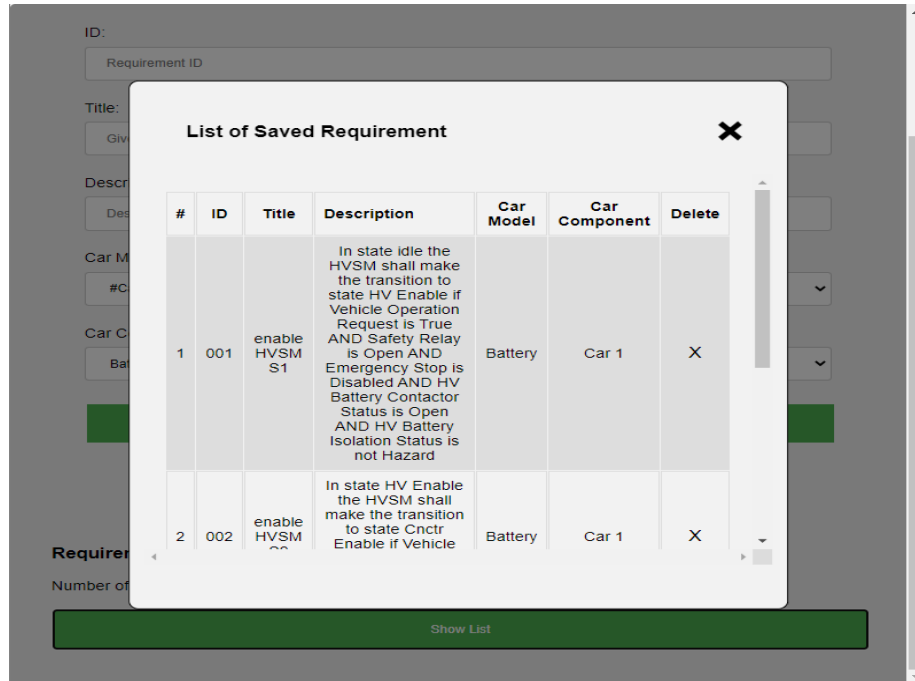 ID:
Requirement ID
Title:
Giv
List of Saved Requirement
Descr
Des
# ID Title Description Car Model Car Component Delete
Car M
#C
Car C
Bat
1 001 enable HVSM S1 In state idle the
HVSM shall make
the transition to
state HV Enable if
Vehicle Operation
Request is True
AND Safety Relay
is Open AND
Emergency Stop is
Disabled AND HV
Battery Contactor
Status is Open
AND HV Battery
Isolation Status is
not Hazard
Battery Car 1 X
2 002 enable HVSM In state HV Enable
the HVSM shall
make the transition
to state Cnctr
Enable if Vehicle
Battery Car 1 X
Requirer
Number of
Show List